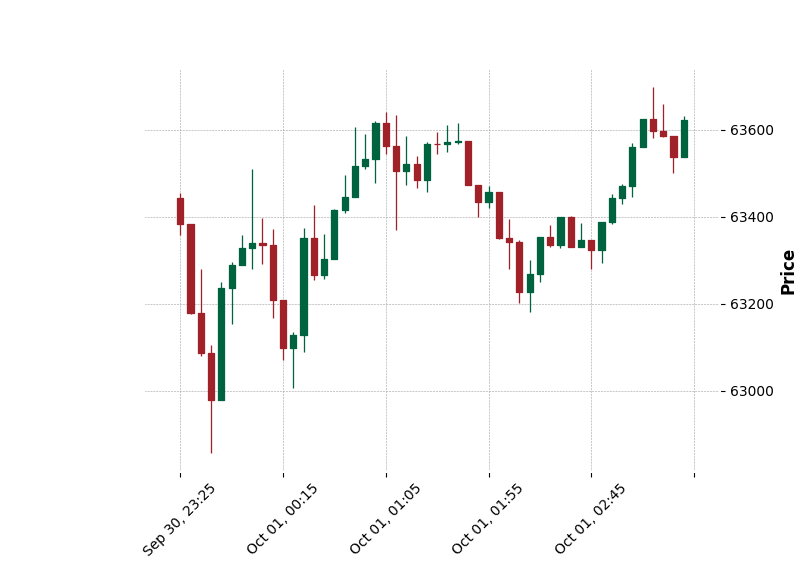 63600
63400
63200
63000
Price
Sep 30, 23:25
Oct 01, 00:15
Oct 01, 01:05
Oct 01, 01:55
Oct 01, 02:45